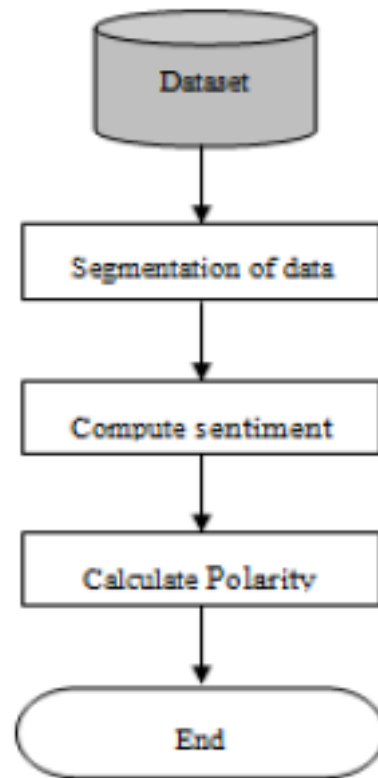 Dataset
Segmentation of data
Compute sentiment
Calculate Polarity
End